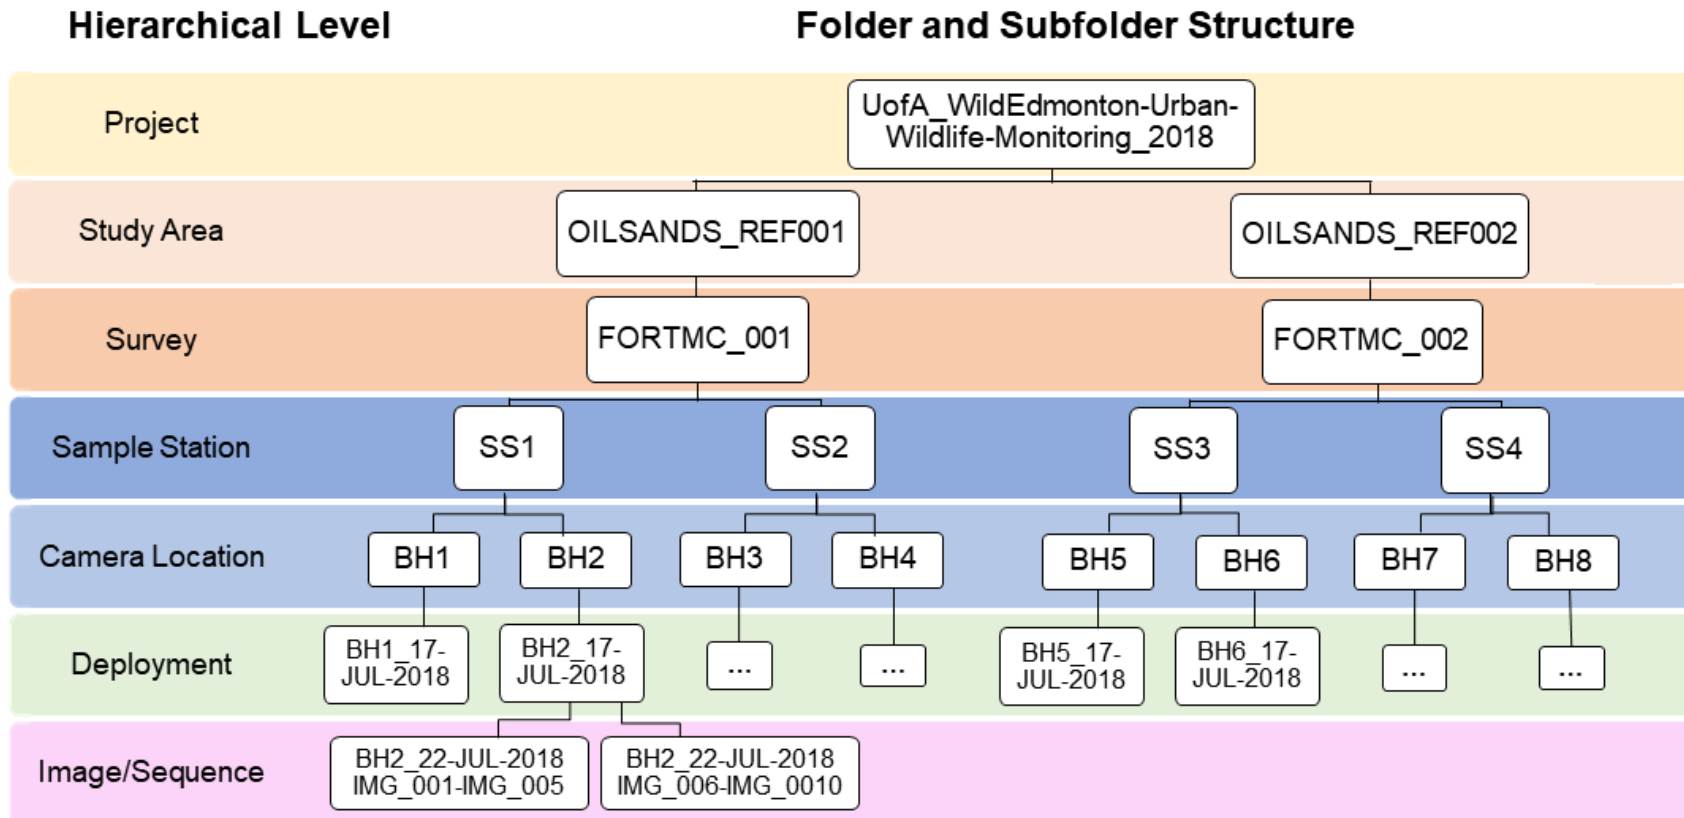 Hierarchical Level
Folder and Subfolder Structure
Project
UofA_WildEdmonton-Urban-
Wildlife-Monitoring_2018
Study Area
OILSANDS_REF001
OILSANDS_REF002
Survey
FORTMC_001
FORTMC_002
Sample Station
SS1
SS2
SS3
SS4
Camera Location
BH1
BH2
BH3
BH4
BH5
BH6
BH7
BH8
Deployment
BH1_17-
JUL-2018
BH2_17-
JUL-2018
...
...
BH5_17-
JUL-2018
BH6_17-
JUL-2018
...
...
Image/Sequence
BH2_22-JUL-2018
IMG_001-IMG_005
BH2_22-JUL-2018
IMG_006-IMG_0010